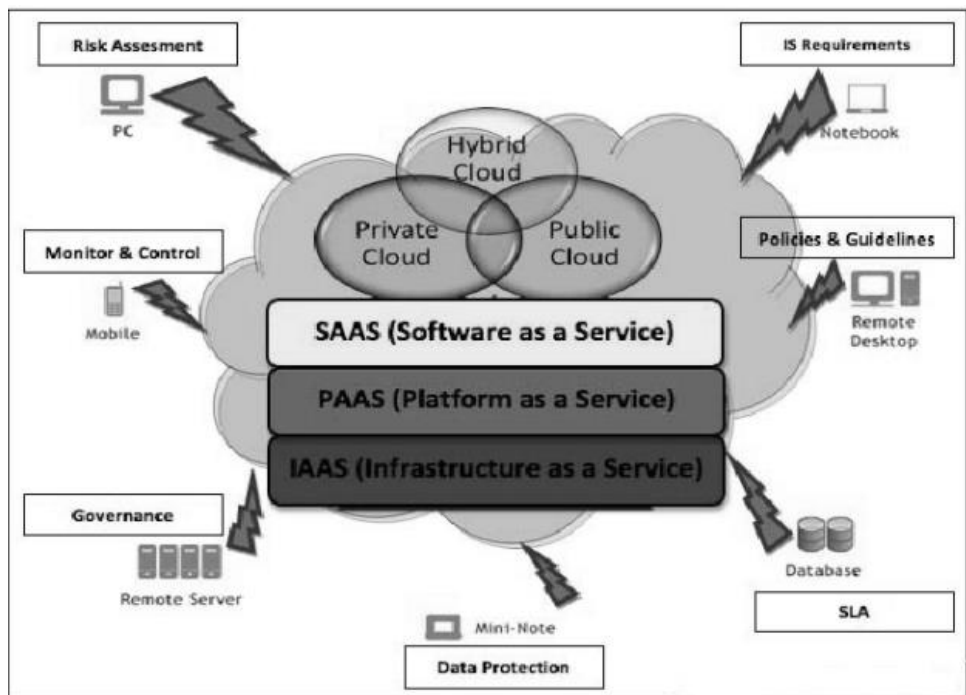 Risk Assesment
PC
IS Requirements
Notebook
Hybrid
Cloud
Private
Cloud
Public
Cloud
Monitor & Control
Mobile
Policies & Guidelines
Remote
Desktop
SAAS (Software as a Service)
PAAS (Platform as a Service)
IAAS (Infrastructure as a Service)
Governance
Remote Server
Database
SLA
Mini-Note
Data Protection